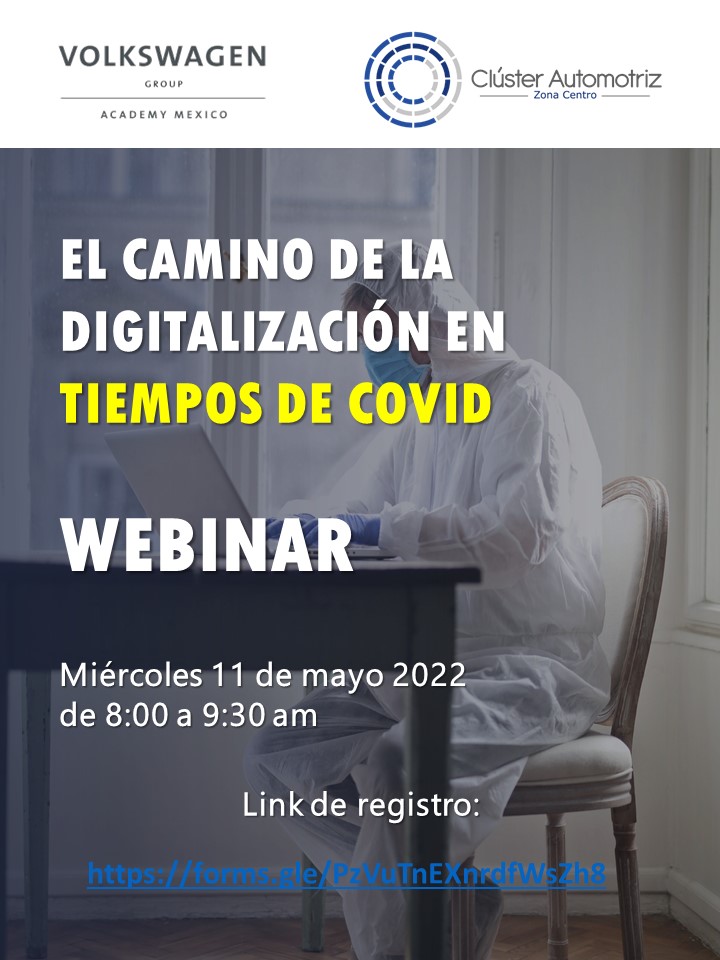 VOLKSWAGEN
GROUP
ACADEMY MEXICO
Clúster Automotriz
Zona Centro
EL CAMINO DE LA
DIGITALIZACIÓN EN
TIEMPOS DE COVID
WEBINAR
Miércoles 11 de mayo 2022
de 8:00 a 9:30 am
Link de registro:
https://forms.gle/PzVuTnEXnrdfWsZh8